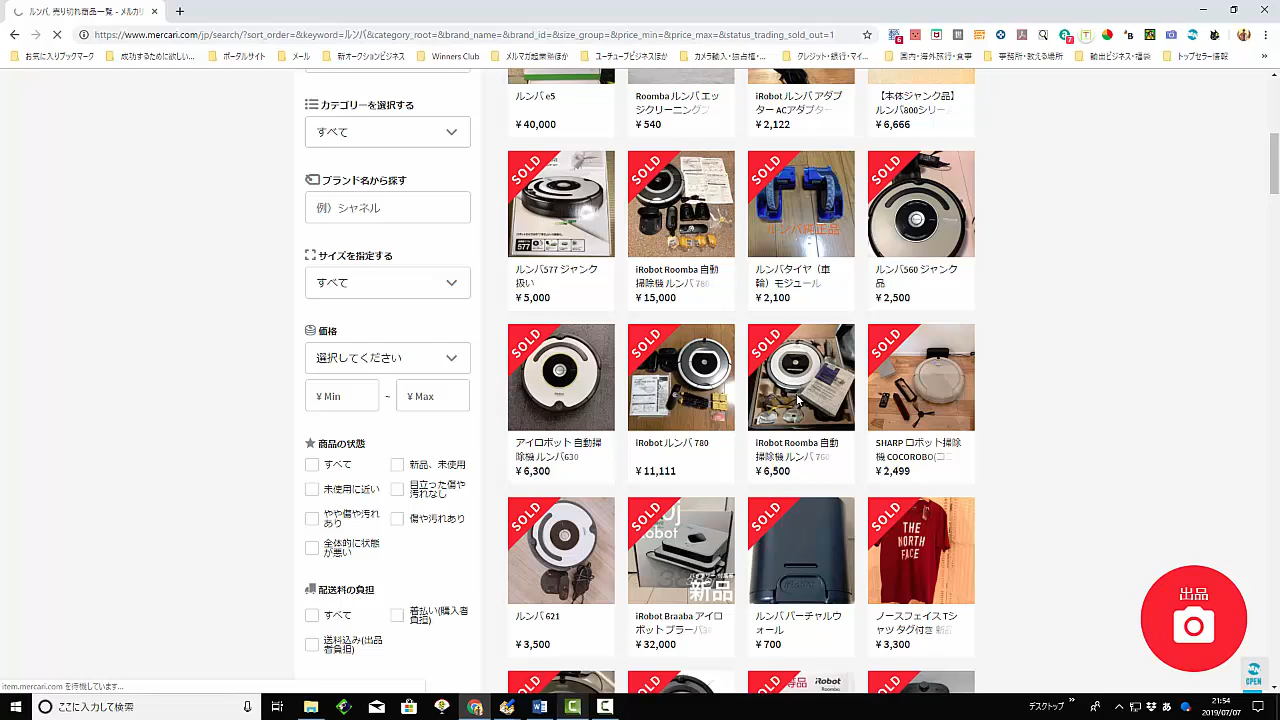 ルンバ, 売り切れ商品一覧 - メルカリ
https://www.mercari.com/jp/search/?sort_order=&keyword=ルンバ&category_root=&brand_name=&brand_id=&size_group=&price_min=&price_max=&status_trading_sold_out=1
お気に入りブックマーク 成功するために欲しい... ポータルサイト メール 新オークションビジネス Winners Club メルマガ起業塾ほか ユーチューブビジネスほか カメラ輸入・独占権・... クレジット・銀行・マイ... 国内・海外旅行・食事 事務所・教える場所 輸出ビジネス・福祉 トップセラー情報
カテゴリーを選択する
すべて
ブランド名から探す
例）シャネル
サイズを指定する
すべて
価格
選択してください
¥ Min - ¥ Max
商品の状態
すべて 新品、未使用
未使用に近い 目立った傷や汚れなし
やや傷や汚れあり 傷や汚れあり
全体的に状態が悪い
配送料の負担
すべて 着払い(購入者負担)
送料込み(出品者負担)
ルンバ e5
¥ 40,000
Roomba ルンバ エッジクリーニングブ
¥ 540
iRobot ルンバ アダプター ACアダプター
¥ 2,122
【本体ジャンク品】ルンバ800シリー
¥ 6,666
SOLD
577
ルンバ577 ジャンク扱い
¥ 5,000
SOLD
iRobot Roomba 自動掃除機 ルンバ 780
¥ 15,000
SOLD
ルンバ純正品
ルンバタイヤ（車輪）モジュール
¥ 2,100
SOLD
ルンバ560 ジャンク品
¥ 2,500
SOLD
アイロボット 自動掃除機 ルンバ630
¥ 6,300
SOLD
iRobot ルンバ 780
¥ 11,111
SOLD
iRobot Roomba 自動掃除機 ルンバ 760
¥ 6,500
SOLD
SHARP ロボット掃除機 COCOROBO(ココ
¥ 2,499
SOLD
ルンバ 621
¥ 3,500
SOLD
新品
iRobot Braaba アイロボット ブラーバ3
¥ 32,000
SOLD
ルンバ バーチャルウォール
¥ 700
SOLD
THE NORTH FACE
ノースフェイス Tシャツ タグ付き 新品
¥ 3,300
SOLD
SOLD
SOLD
iRobot
Roomba
SOLD
出品
OPEN
item.mercari.com を待機しています...
ここに入力して検索
デスクトップ
21:54
2019/07/07